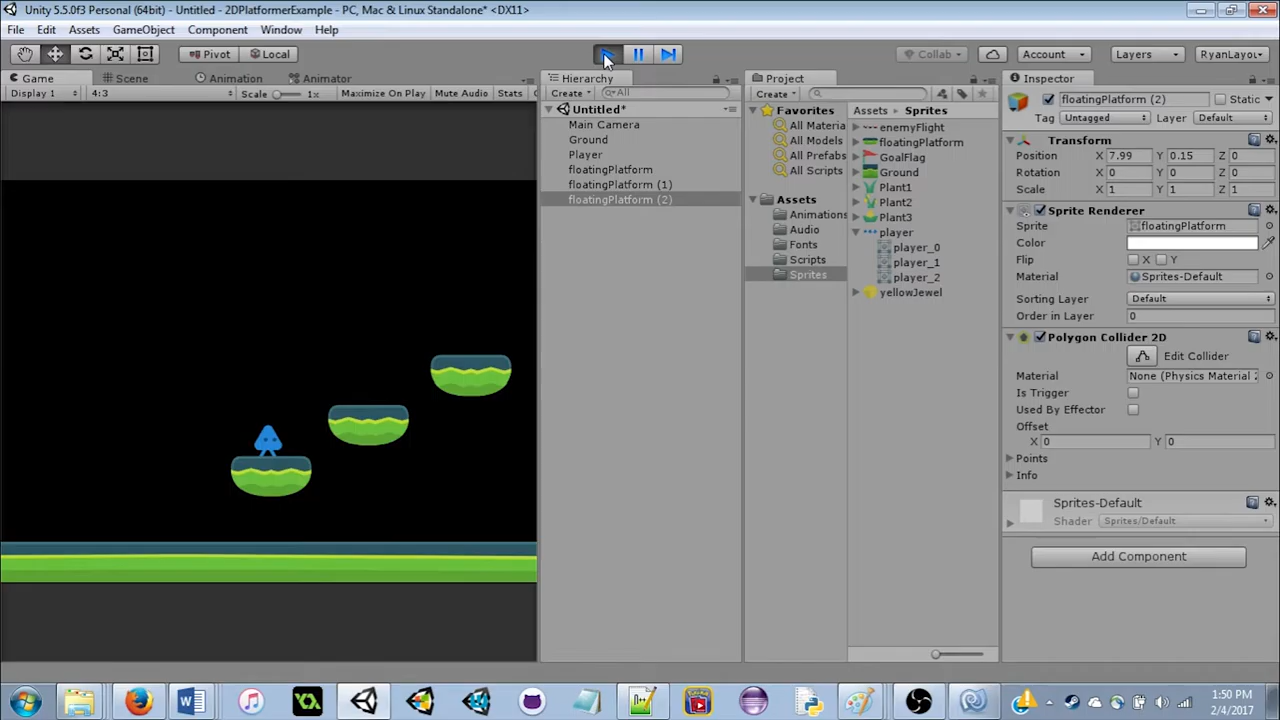 Unity 5.5.0f3 Personal (64bit) - Untitled - 2DPlatformerExample - PC, Mac & Linux Standalone* <DX11>
File Edit Assets GameObject Component Window Help
Pivot Local Collab Account Layers RyanLayou
Game Scene Animation Animator Hierarchy Project Inspector
Display 1 4:3 Scale 1x Maximize On Play Mute Audio Stats
Create All
Untitled*
Main Camera
Ground
Player
floatingPlatform
floatingPlatform (1)
floatingPlatform (2)
Create
Favorites
All Materia
All Models
All Prefabs
All Scripts
Assets
Animations
Audio
Fonts
Scripts
Sprites
Assets Sprites
enemyFlight
floatingPlatform
GoalFlag
Ground
Plant1
Plant2
Plant3
player
player_0
player_1
player_2
yellowJewel
floatingPlatform (2) Static
Tag Untagged Layer Default
Transform
Position X 7.99 Y 0.15 Z 0
Rotation X 0 Y 0 Z 0
Scale X 1 Y 1 Z 1
Sprite Renderer
Sprite floatingPlatform
Color
Flip X Y
Material Sprites-Default
Sorting Layer Default
Order in Layer 0
Polygon Collider 2D
Edit Collider
Material None (Physics Material 2
Is Trigger
Used By Effector
Offset
X 0 Y 0
Points
Info
Sprites-Default
Shader Sprites/Default
Add Component
1:50 PM
2/4/2017